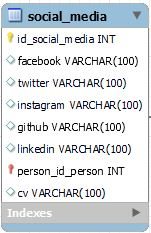 social_media
id_social_media INT
facebook VARCHAR(100)
twitter VARCHAR(100)
instagram VARCHAR(100)
github VARCHAR(100)
linkedin VARCHAR(100)
person_id_person INT
cv VARCHAR(100)
Indexes